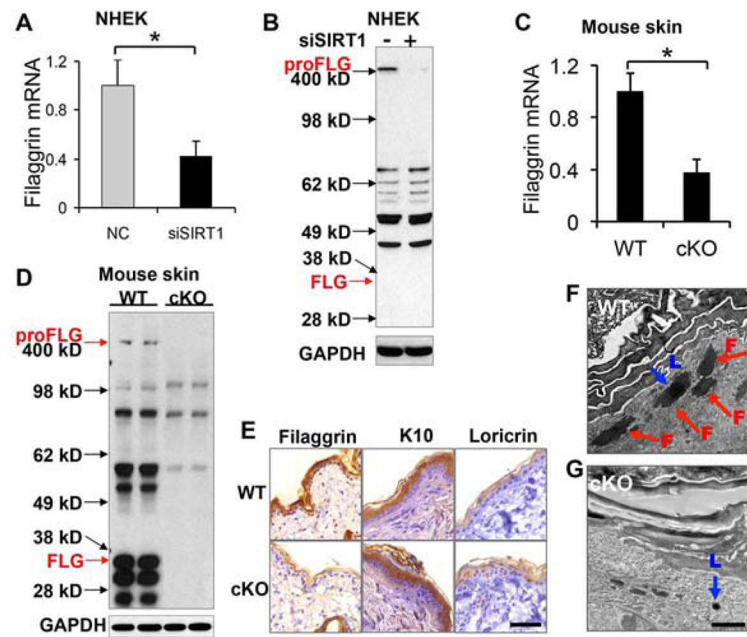 A
NHEK
*
Filaggrin mRNA
1.2
0.8
0.4
0
NC
siSIRT1
B
NHEK
siSIRT1 - +
proFLG
400 kD
98 kD
62 kD
49 kD
38 kD
FLG
28 kD
GAPDH
C
Mouse skin
*
Filaggrin mRNA
1.2
0.8
0.4
0
WT
cKO
D
Mouse skin
WT cKO
proFLG
400 kD
98 kD
62 kD
49 kD
38 kD
FLG
28 kD
GAPDH
E
Filaggrin K10 Loricrin
WT
cKO
F
WT
L
F
F
F
F
G
cKO
L